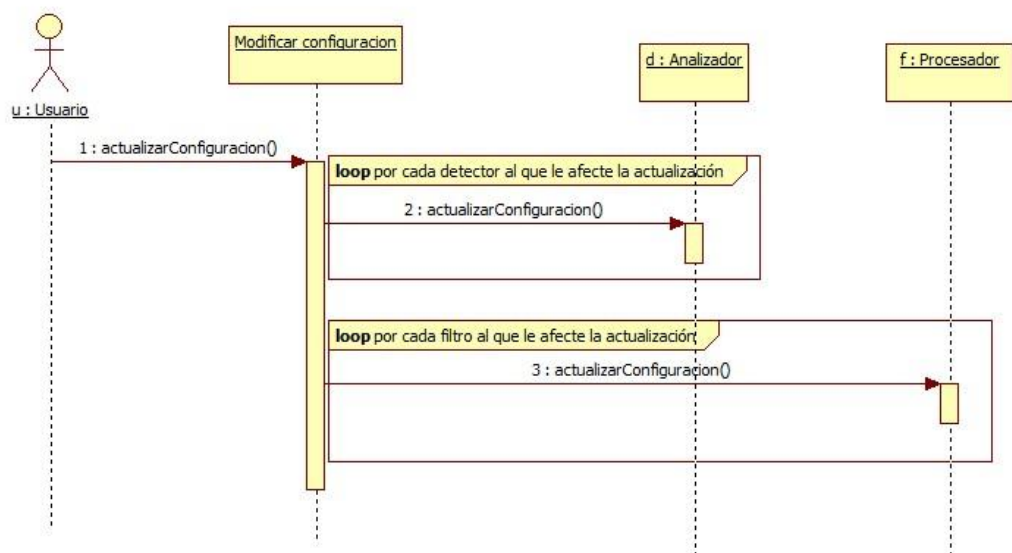 u : Usuario
Modificar configuracion
d : Analizador
f : Procesador
1 : actualizarConfiguracion()
loop por cada detector al que le afecte la actualización
2 : actualizarConfiguracion()
loop por cada filtro al que le afecte la actualización
3 : actualizarConfiguracion()